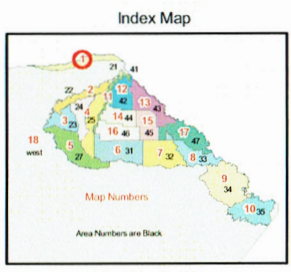 Index Map
1
21 41
22 2 11 12 13
24 42 43
3 4 14 44 15 17
18 23 25 16 46 45 47
west 5 6 31 7 8 33
27 32 9
34
Map Numbers 10 35
Area Numbers are Black